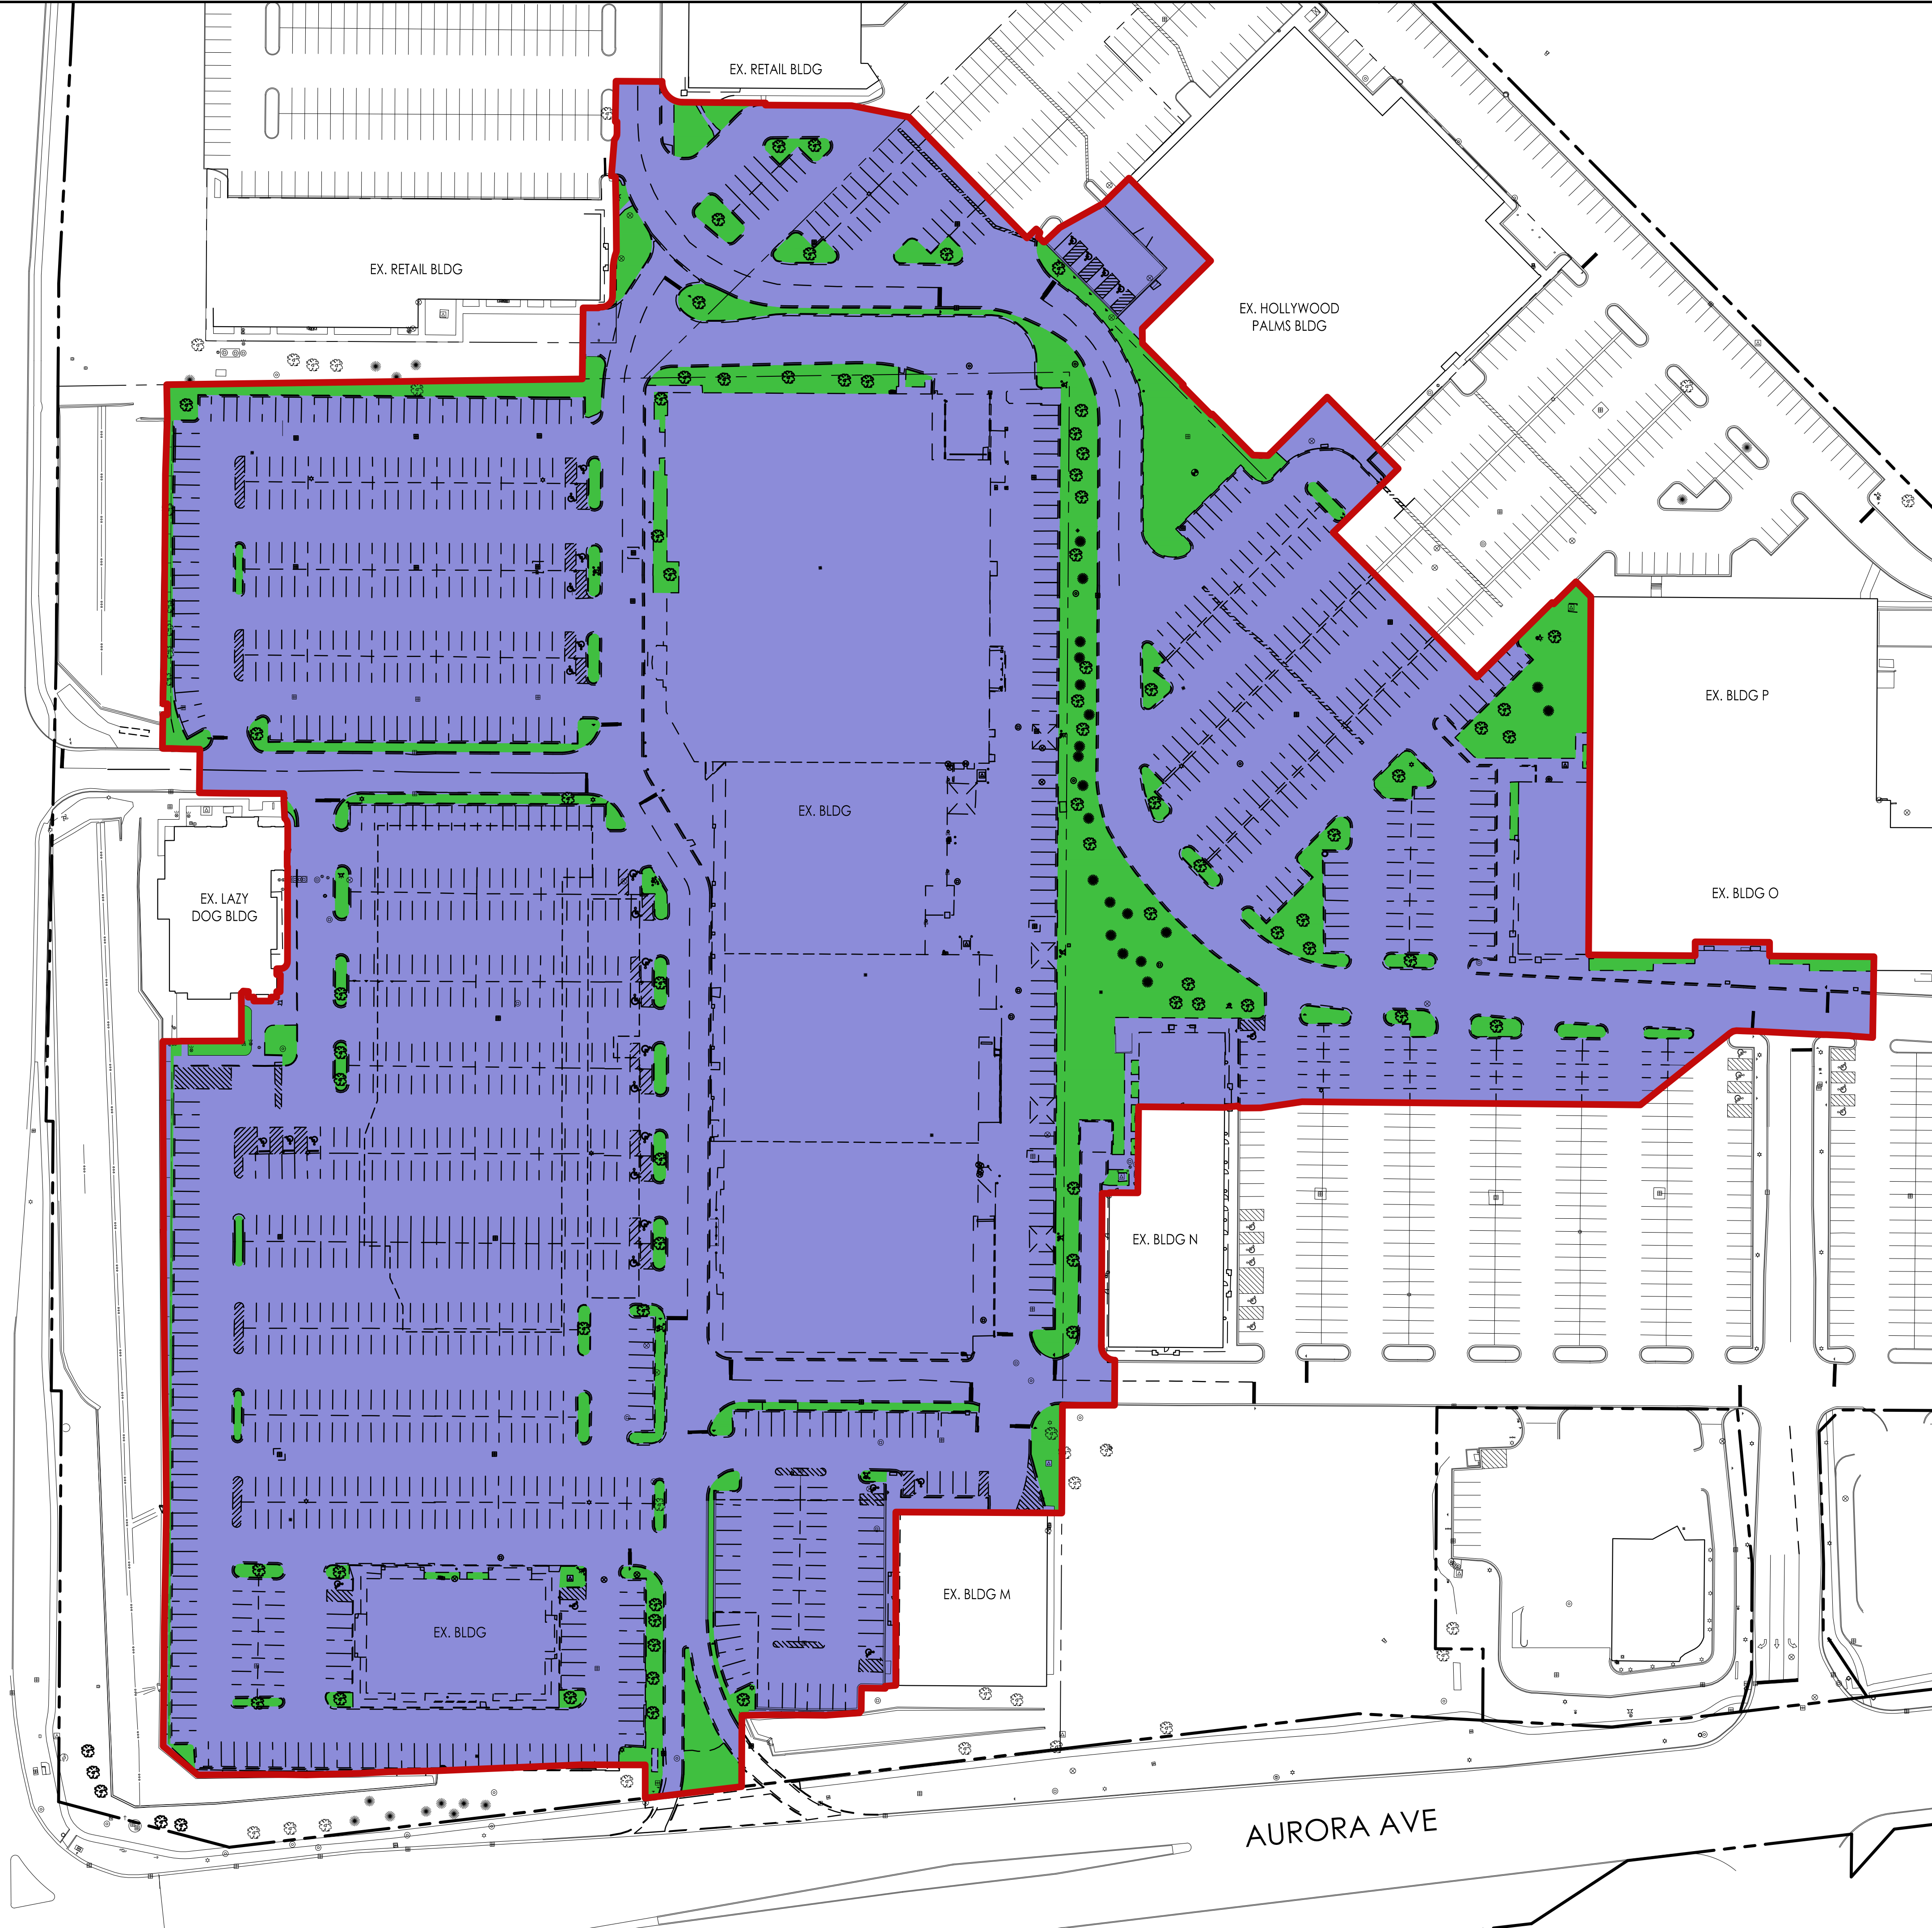 EX. RETAIL BLDG
EX. RETAIL BLDG
EX. HOLLYWOOD
PALMS BLDG
EX. BLDG P
EX. BLDG
EX. LAZY
DOG BLDG
EX. BLDG O
EX. BLDG N
EX. BLDG M
EX. BLDG
AURORA AVE